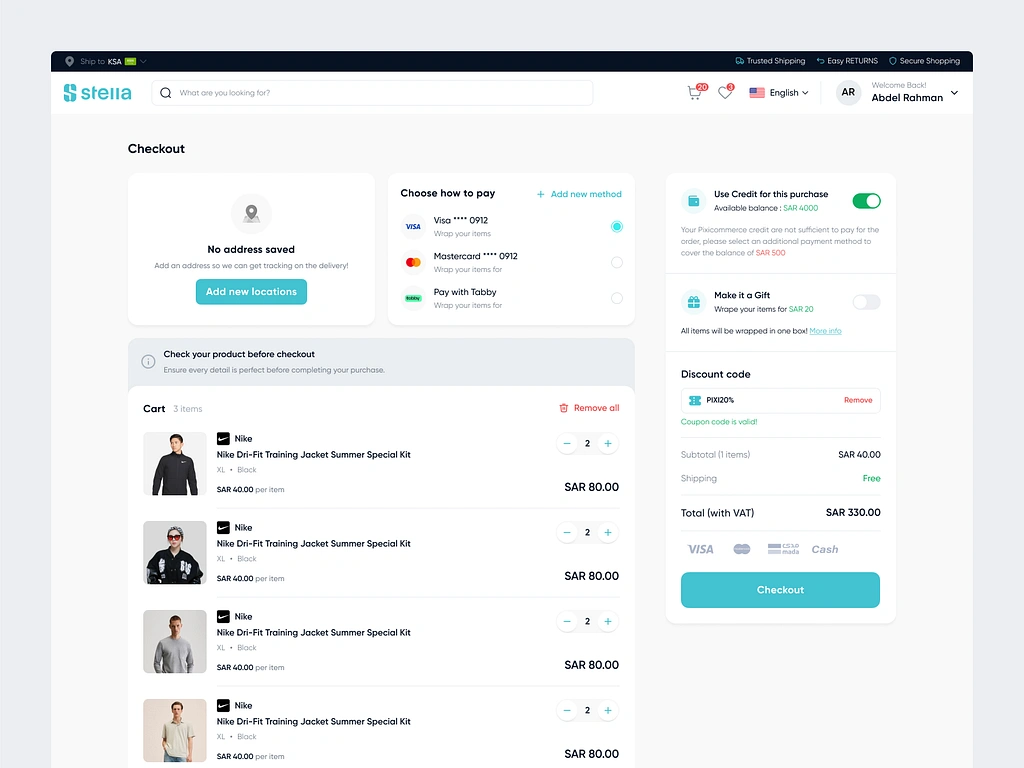 Ship to KSA
Trusted Shipping
Easy RETURNS
Secure Shopping
stella
What are you looking for?
20
3
English
AR
Welcome Back!
Abdel Rahman
Checkout
No address saved
Add an address so we can get tracking on the delivery!
Add new locations
Choose how to pay
+ Add new method
VISA
Visa **** 0912
Wrap your items
Mastercard **** 0912
Wrap your items for
tabby
Pay with Tabby
Wrap your items for
Check your product before checkout
Ensure every detail is perfect before completing your purchase.
Cart 3 items
Remove all
Nike
Nike Dri-Fit Training Jacket Summer Special Kit
XL • Black
SAR 40.00 per item
− 2 +
SAR 80.00
Nike
Nike Dri-Fit Training Jacket Summer Special Kit
XL • Black
SAR 40.00 per item
− 2 +
SAR 80.00
Nike
Nike Dri-Fit Training Jacket Summer Special Kit
XL • Black
SAR 40.00 per item
− 2 +
SAR 80.00
Nike
Nike Dri-Fit Training Jacket Summer Special Kit
XL • Black
SAR 40.00 per item
− 2 +
SAR 80.00
Use Credit for this purchase
Available balance : SAR 4000
Your Pixicommerce credit are not sufficient to pay for the
order, please select an additional payment method to
cover the balance of SAR 500
Make it a Gift
Wrape your items for SAR 20
All items will be wrapped in one box! More info
Discount code
PIXI20%
Remove
Coupon code is valid!
Subtotal (1 items)
SAR 40.00
Shipping
Free
Total (with VAT)
SAR 330.00
VISA
mada
Cash
Checkout